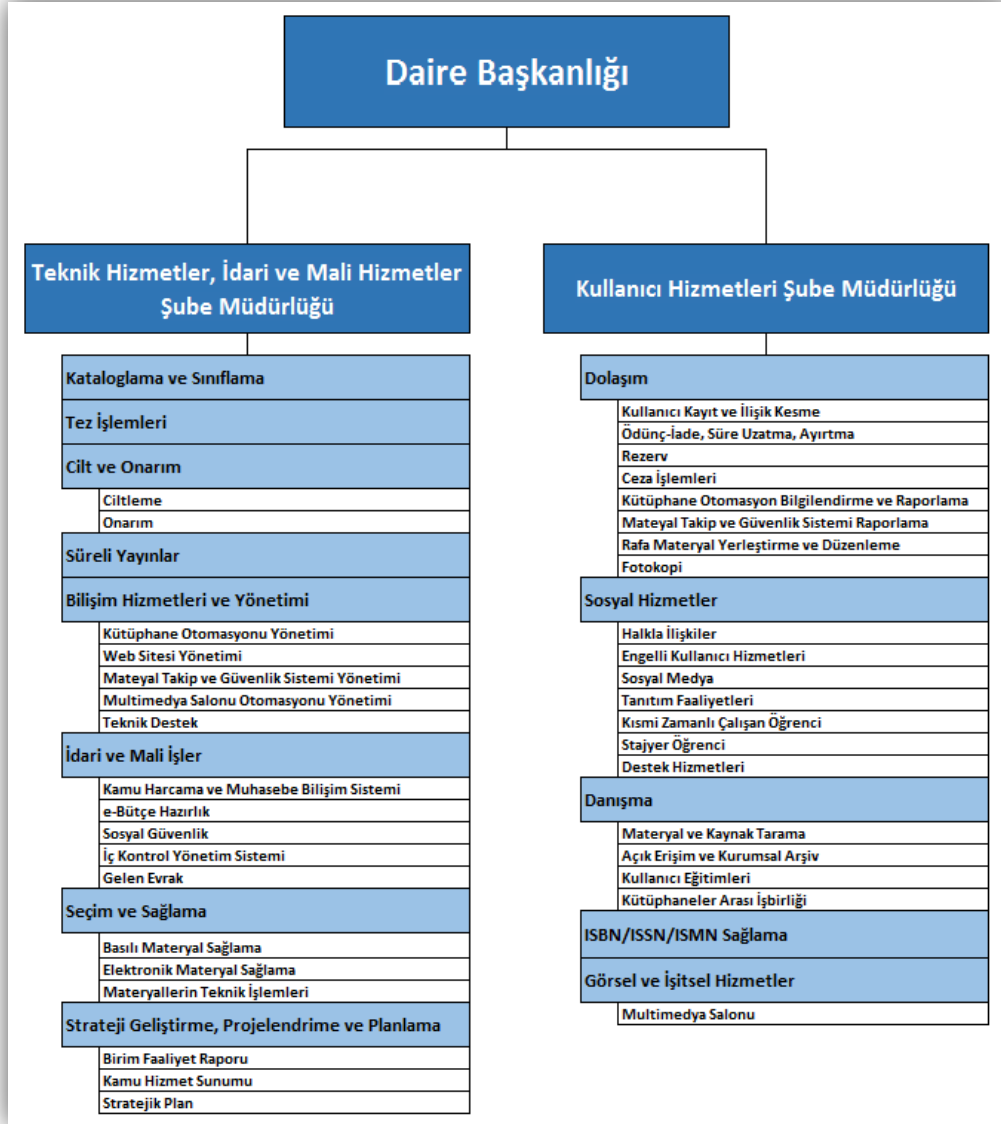 Daire Başkanlığı
Teknik Hizmetler, İdari ve Mali Hizmetler
Şube Müdürlüğü
Kataloglama ve Sınıflama
Tez İşlemleri
Cilt ve Onarım
Ciltleme
Onarım
Süreli Yayınlar
Bilişim Hizmetleri ve Yönetimi
Kütüphane Otomasyonu Yönetimi
Web Sitesi Yönetimi
Mateyal Takip ve Güvenlik Sistemi Yönetimi
Multimedya Salonu Otomasyonu Yönetimi
Teknik Destek
İdari ve Mali İşler
Kamu Harcama ve Muhasebe Bilişim Sistemi
e-Bütçe Hazırlık
Sosyal Güvenlik
İç Kontrol Yönetim Sistemi
Gelen Evrak
Seçim ve Sağlama
Basılı Materyal Sağlama
Elektronik Materyal Sağlama
Materyallerin Teknik İşlemleri
Strateji Geliştirme, Projelendrime ve Planlama
Birim Faaliyet Raporu
Kamu Hizmet Sunumu
Stratejik Plan
Kullanıcı Hizmetleri Şube Müdürlüğü
Dolaşım
Kullanıcı Kayıt ve İlişik Kesme
Ödünç-İade, Süre Uzatma, Ayırtma
Rezerv
Ceza İşlemleri
Kütüphane Otomasyon Bilgilendirme ve Raporlama
Mateyal Takip ve Güvenlik Sistemi Raporlama
Rafa Materyal Yerleştirme ve Düzenleme
Fotokopi
Sosyal Hizmetler
Halkla İlişkiler
Engelli Kullanıcı Hizmetleri
Sosyal Medya
Tanıtım Faaliyetleri
Kısmi Zamanlı Çalışan Öğrenci
Stajyer Öğrenci
Destek Hizmetleri
Danışma
Materyal ve Kaynak Tarama
Açık Erişim ve Kurumsal Arşiv
Kullanıcı Eğitimleri
Kütüphaneler Arası İşbirliği
ISBN/ISSN/ISMN Sağlama
Görsel ve İşitsel Hizmetler
Multimedya Salonu